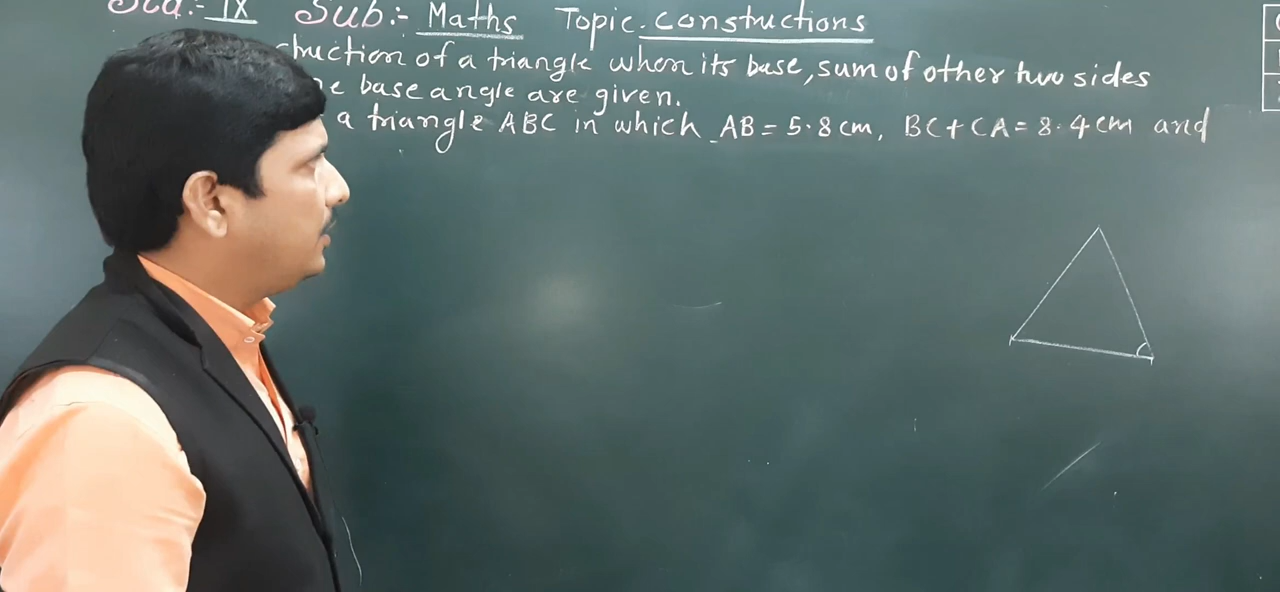 Std:- IX Sub:- Maths Topic. Constructions
struction of a triangle when its base, sum of other two sides
base angle are given.
a triangle ABC in which AB = 5.8 cm, BC + CA = 8.4 cm and